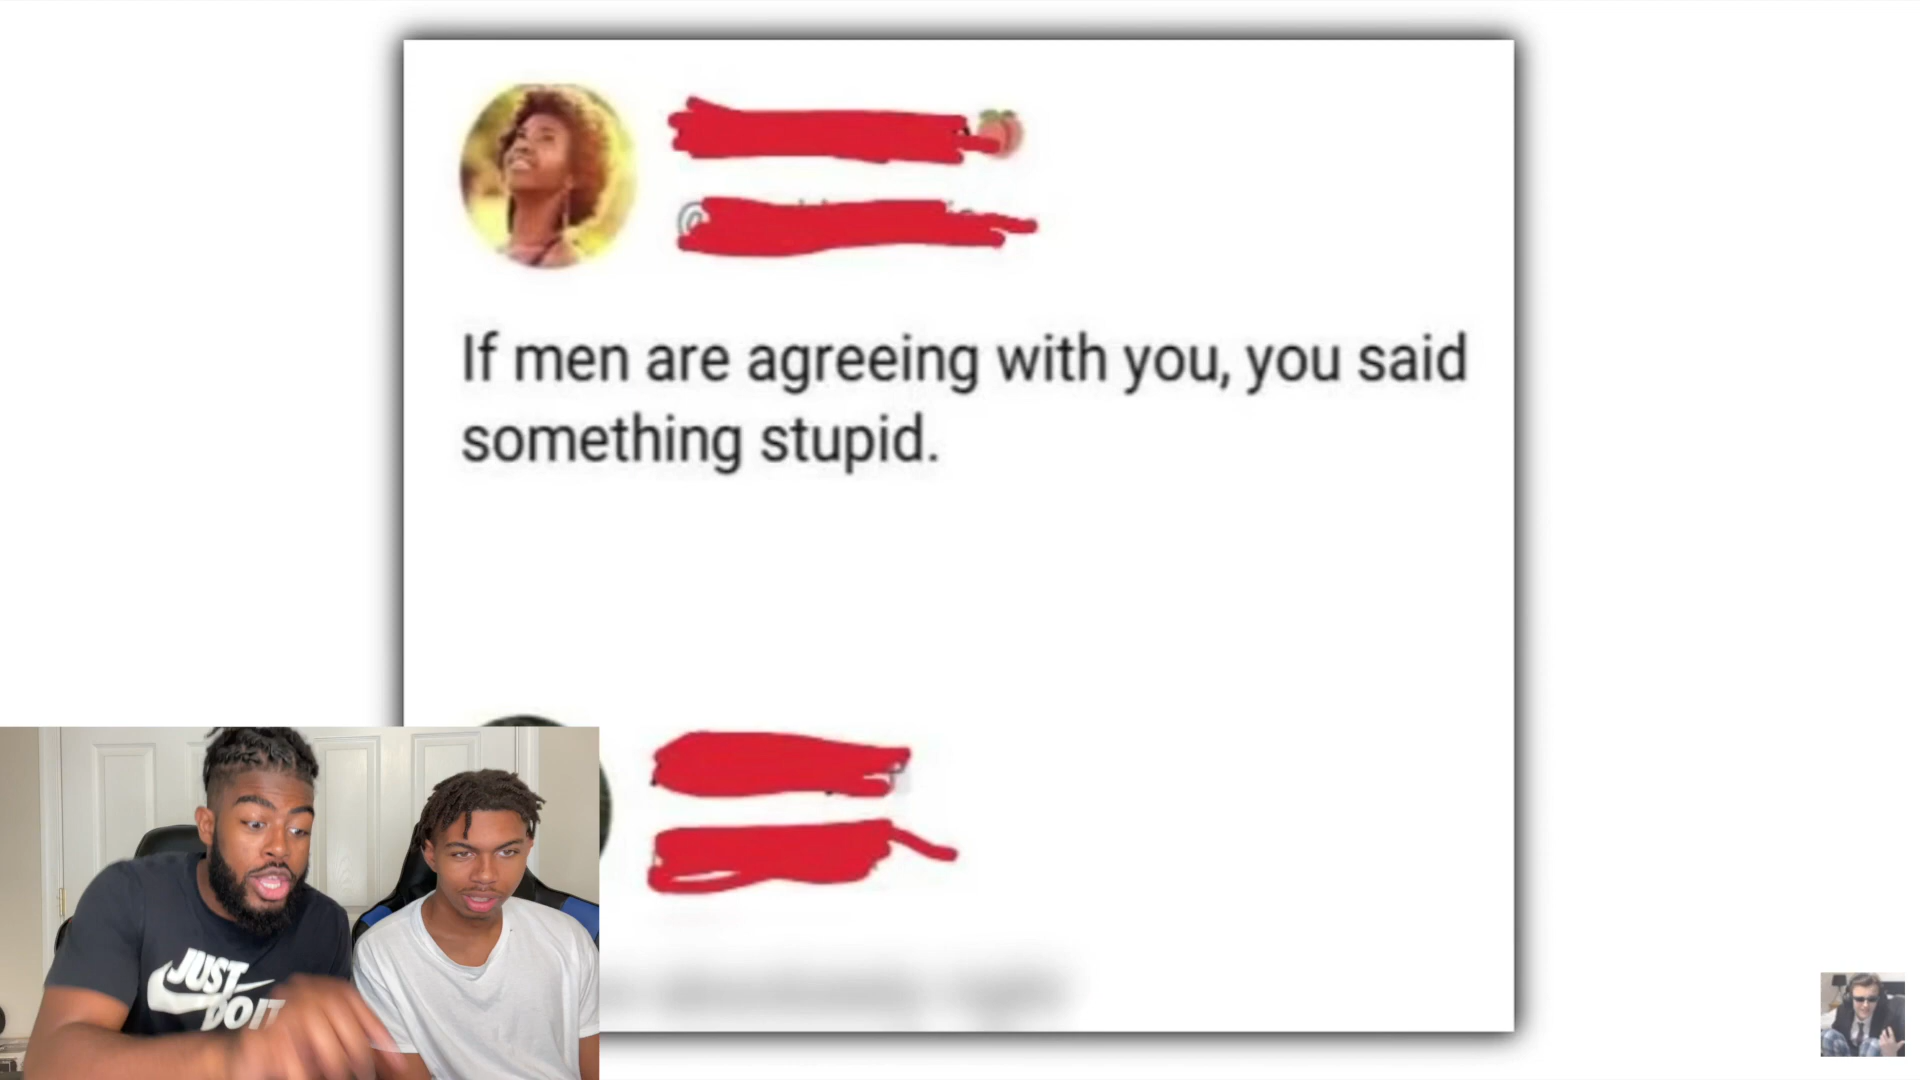 @
If men are agreeing with you, you said
something stupid.
JUST
DO IT